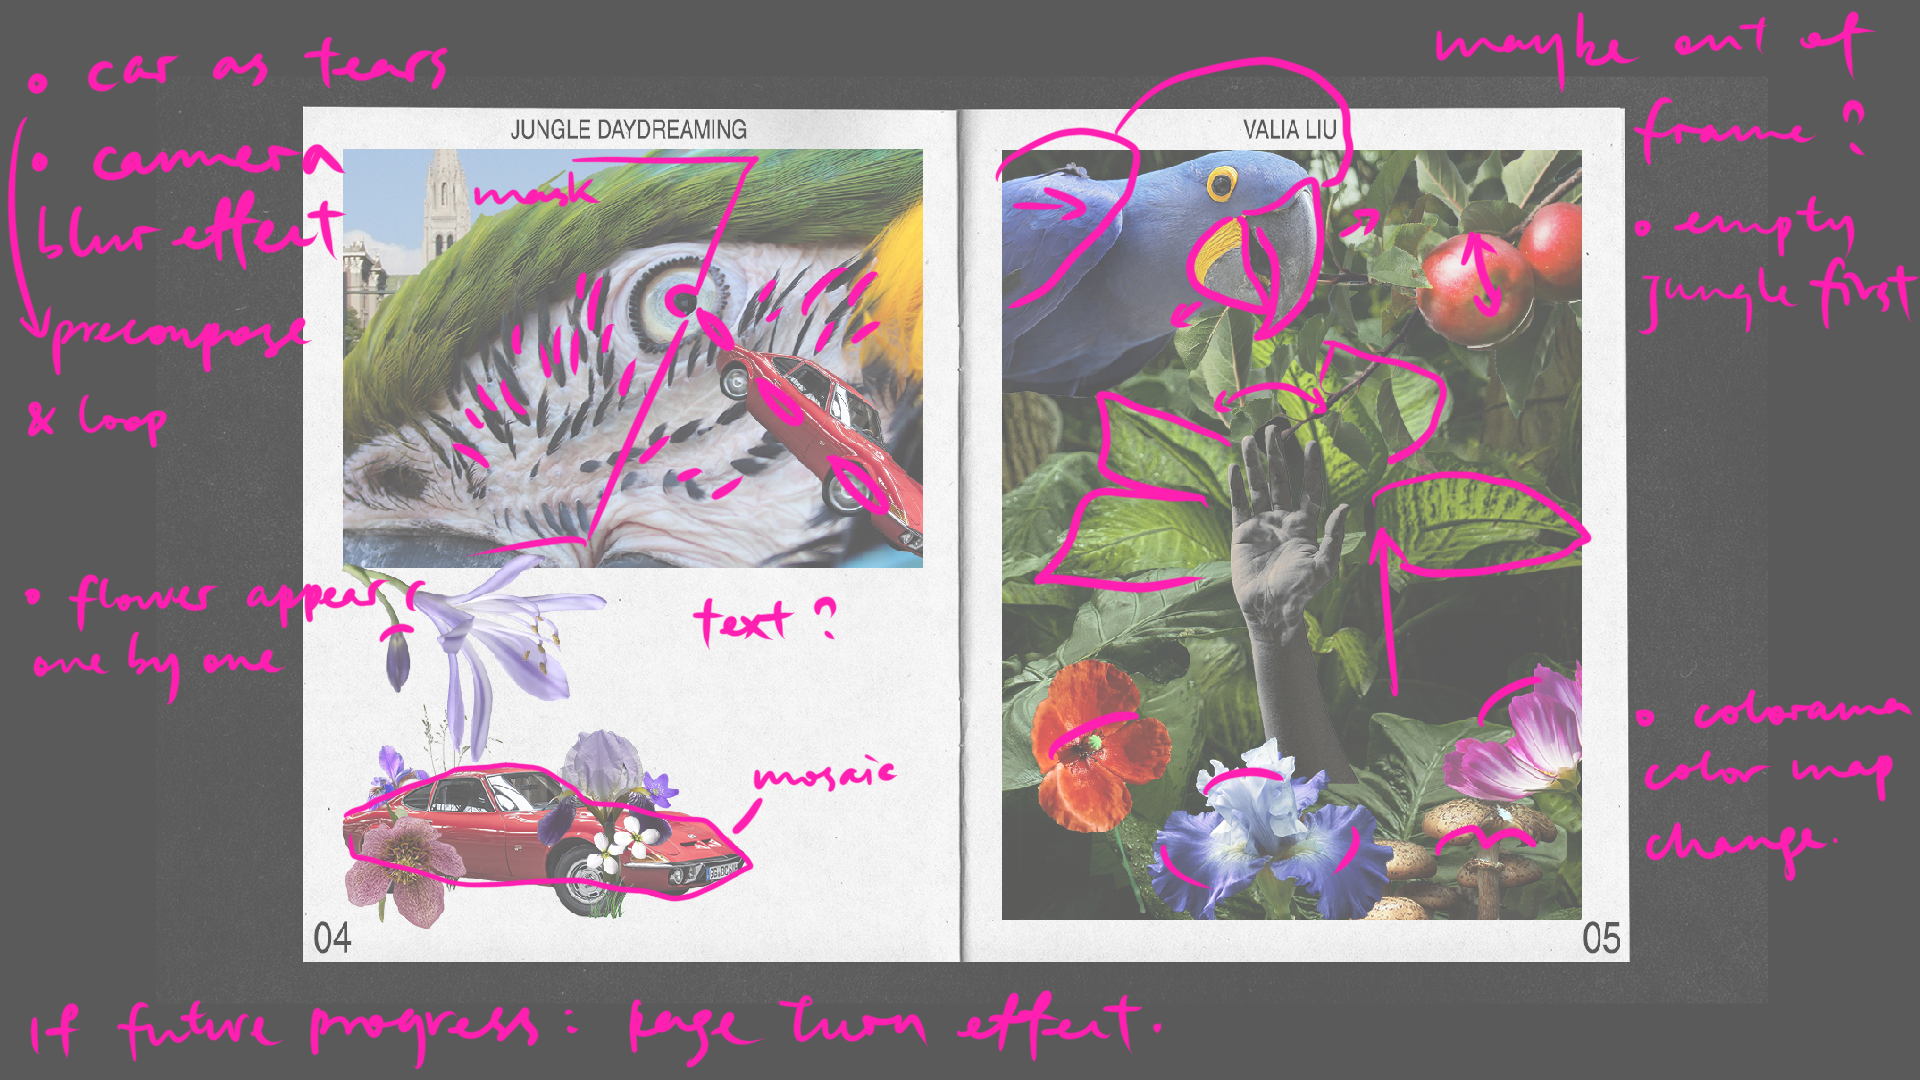 • car as tears
• camera
blur effect
precompose
& loop
• flower appear
one by one
JUNGLE DAYDREAMING
mask
text ?
mosaic
04
VALIA LIU
05
maybe out of
frame ?
• empty
jungle first
• colorama
color map
change.
If future progress : page turn effect.